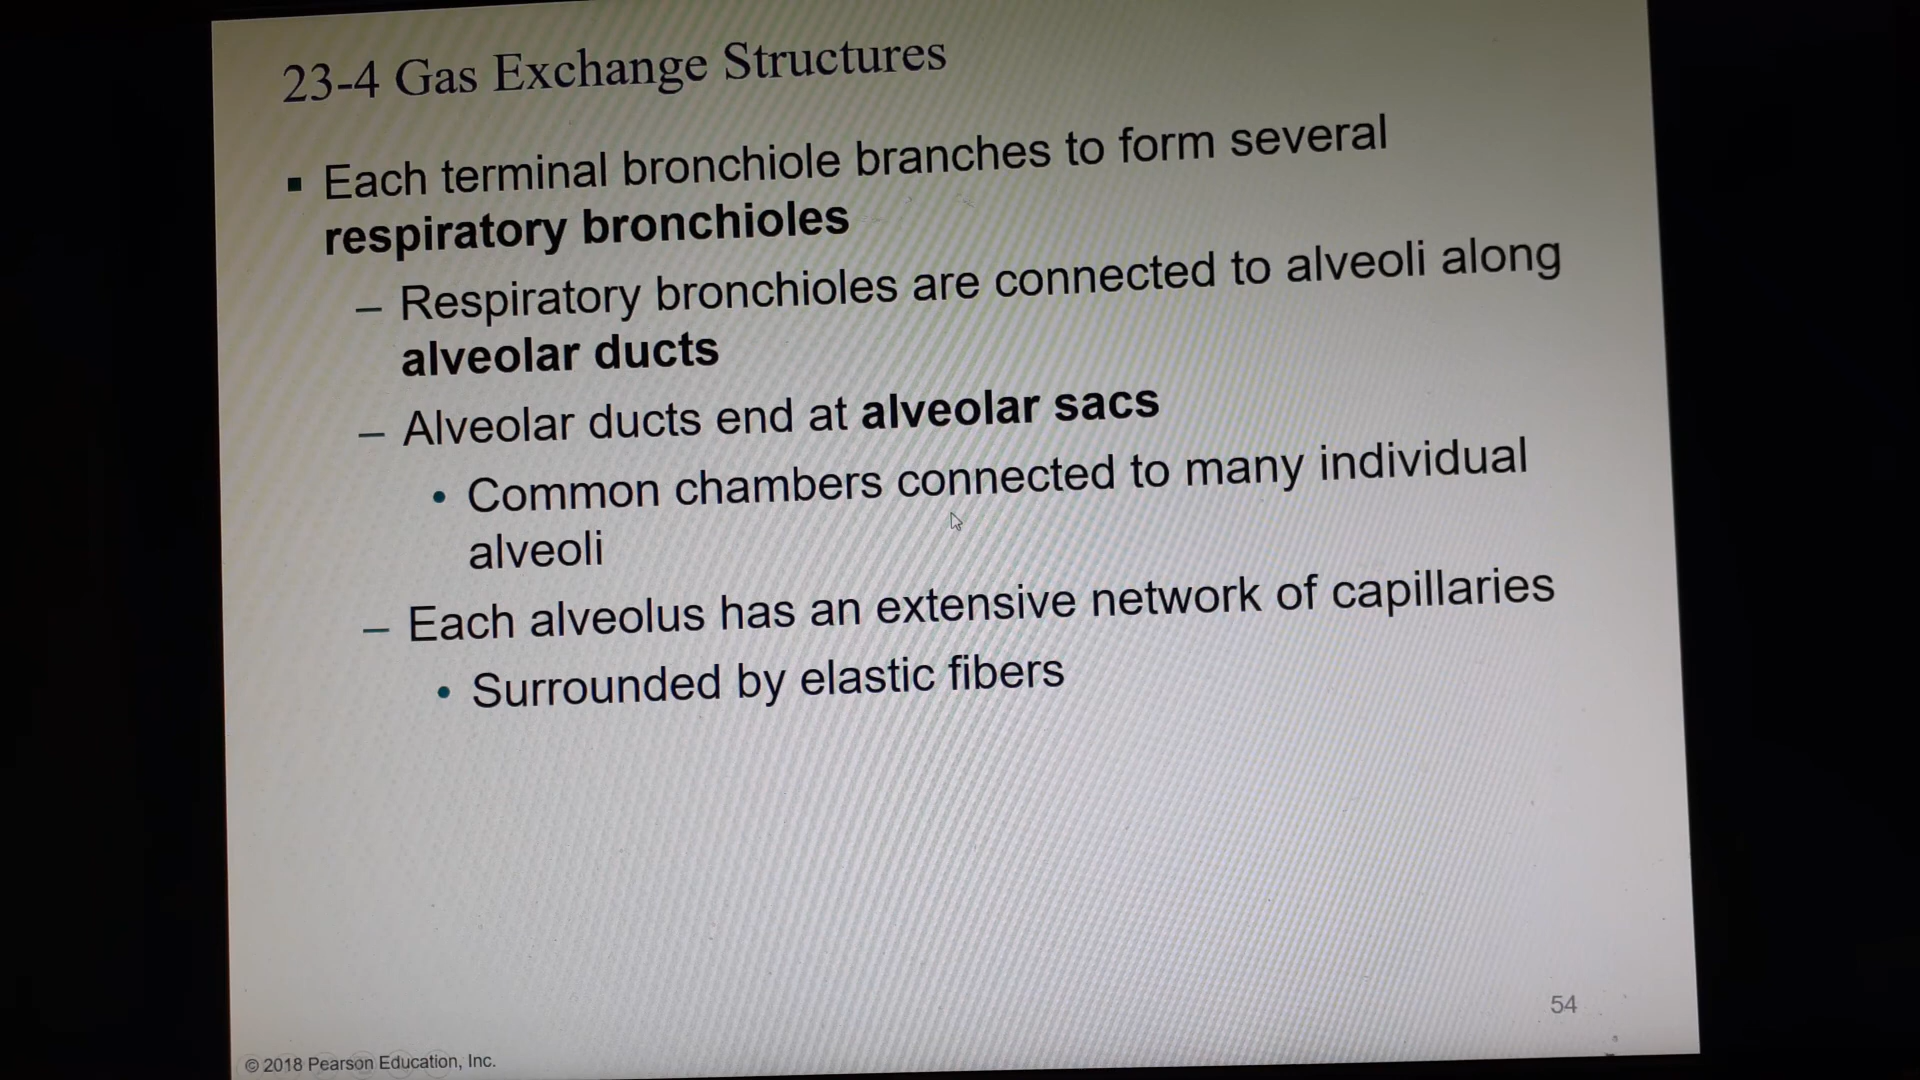 23-4 Gas Exchange Structures
▪ Each terminal bronchiole branches to form several
respiratory bronchioles
– Respiratory bronchioles are connected to alveoli along
alveolar ducts
– Alveolar ducts end at alveolar sacs
• Common chambers connected to many individual
alveoli
– Each alveolus has an extensive network of capillaries
• Surrounded by elastic fibers
54
© 2018 Pearson Education, Inc.